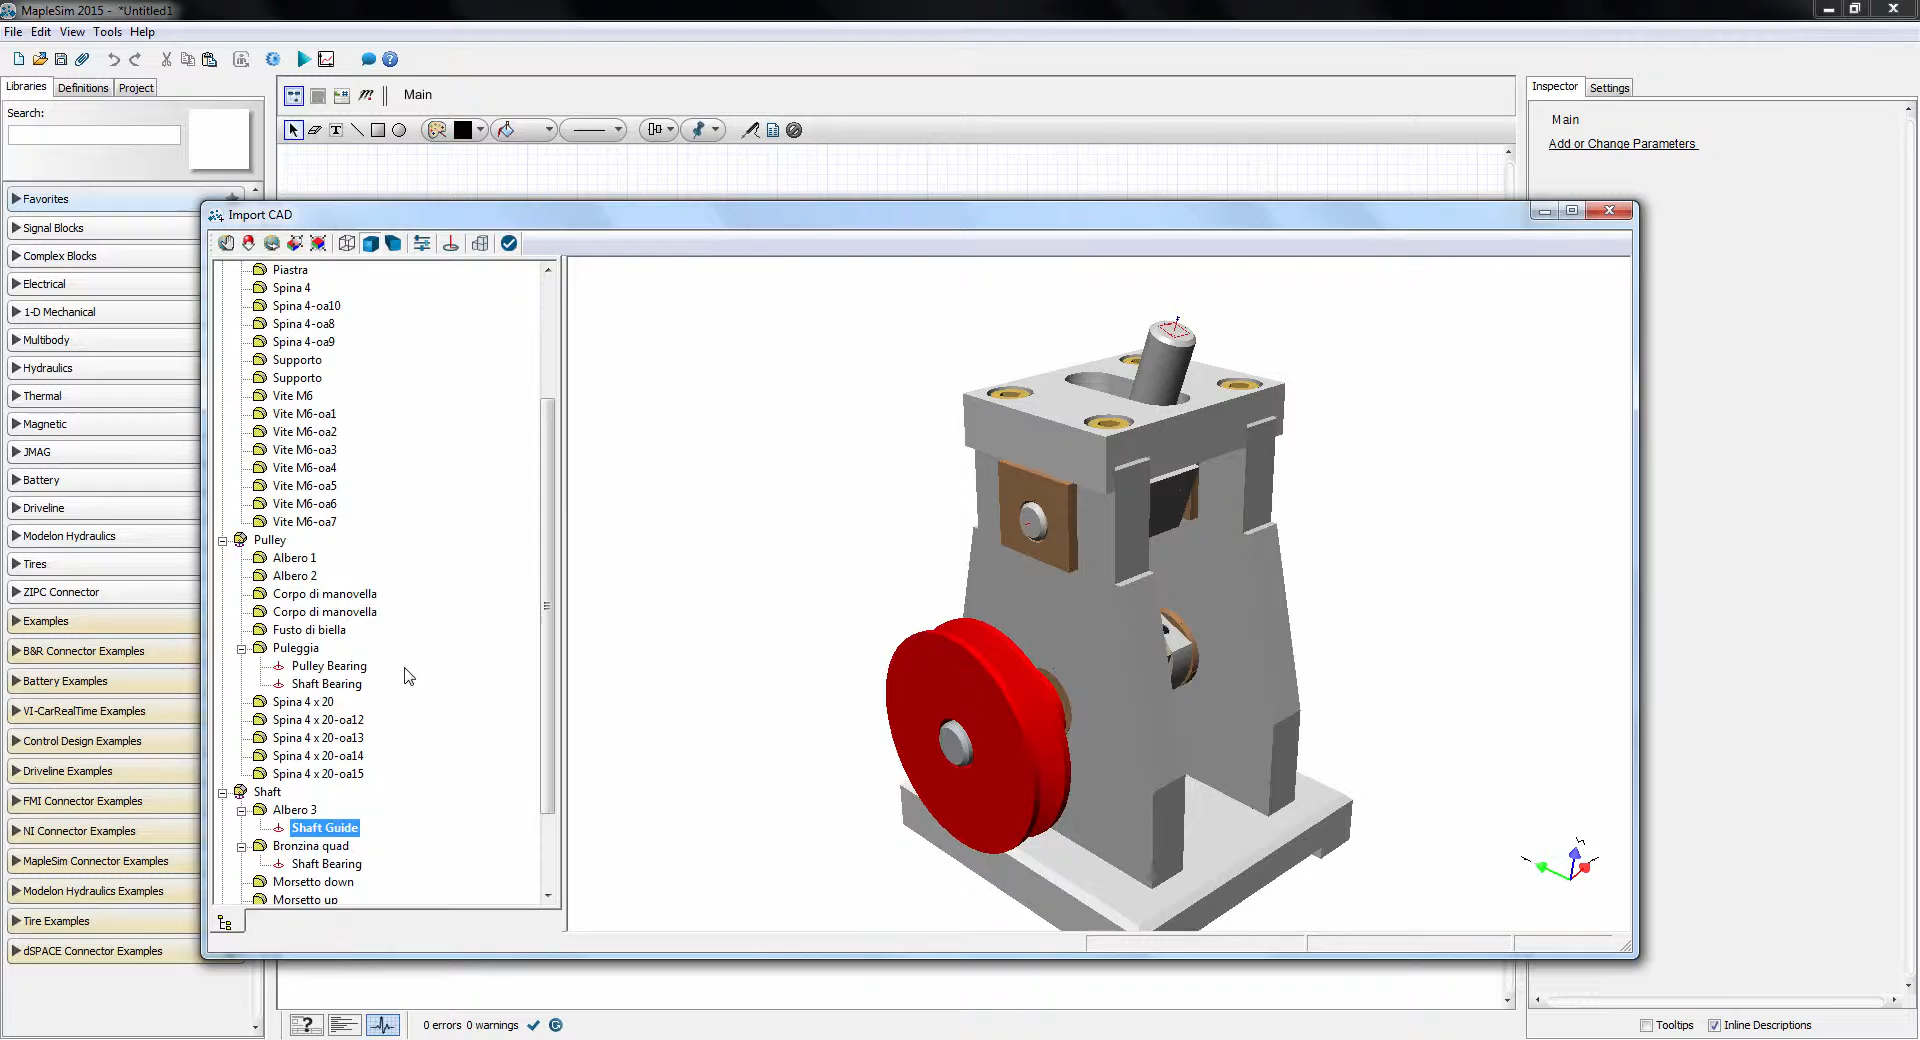 MapleSim 2015 - *Untitled1
File Edit View Tools Help
Libraries Definitions Project
Main
Inspector Settings
Search:
Main
Add or Change Parameters
Favorites
Signal Blocks
Complex Blocks
Electrical
1-D Mechanical
Multibody
Hydraulics
Thermal
Magnetic
JMAG
Battery
Driveline
Modelon Hydraulics
Tires
ZIPC Connector
Examples
B&R Connector Examples
Battery Examples
VI-CarRealTime Examples
Control Design Examples
Driveline Examples
FMI Connector Examples
NI Connector Examples
MapleSim Connector Examples
Modelon Hydraulics Examples
Tire Examples
dSPACE Connector Examples
Import CAD
Piastra
Spina 4
Spina 4-oa10
Spina 4-oa8
Spina 4-oa9
Supporto
Supporto
Vite M6
Vite M6-oa1
Vite M6-oa2
Vite M6-oa3
Vite M6-oa4
Vite M6-oa5
Vite M6-oa6
Vite M6-oa7
Pulley
Albero 1
Albero 2
Corpo di manovella
Corpo di manovella
Fusto di biella
Puleggia
Pulley Bearing
Shaft Bearing
Spina 4 x 20
Spina 4 x 20-oa12
Spina 4 x 20-oa13
Spina 4 x 20-oa14
Spina 4 x 20-oa15
Shaft
Albero 3
Shaft Guide
Bronzina quad
Shaft Bearing
Morsetto down
Morsetto up
0 errors 0 warnings
Tooltips Inline Descriptions